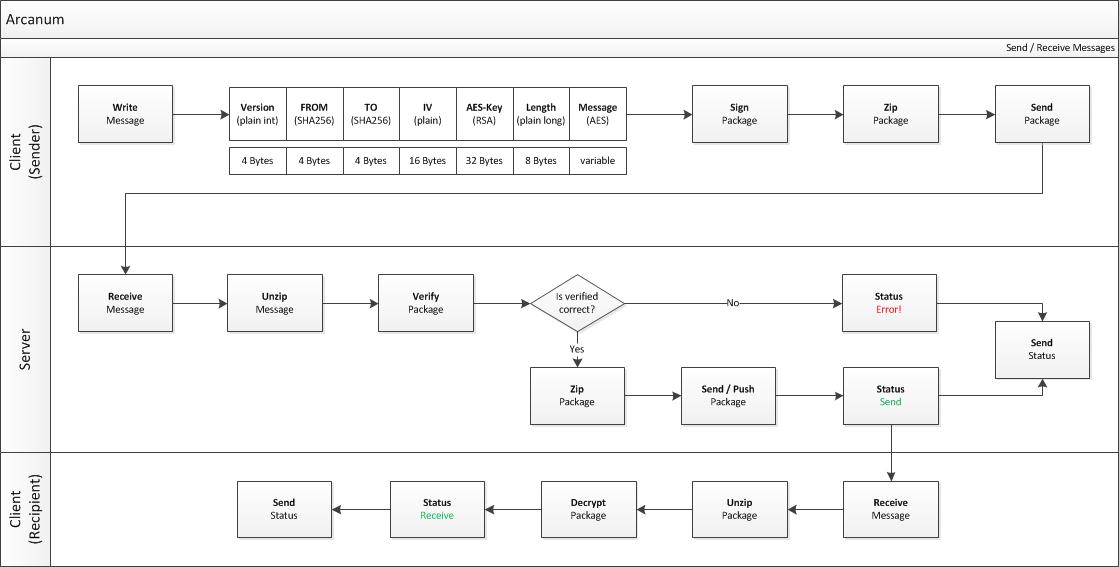 Arcanum
Send / Receive Messages
Client
(Sender)
Write
Message
Version
(plain int)
FROM
(SHA256)
TO
(SHA256)
IV
(plain)
AES-Key
(RSA)
Length
(plain long)
Message
(AES)
4 Bytes
4 Bytes
4 Bytes
16 Bytes
32 Bytes
8 Bytes
variable
Sign
Package
Zip
Package
Send
Package
Server
Receive
Message
Unzip
Message
Verify
Package
Is verified
correct?
No
Status
Error!
Send
Status
Yes
Zip
Package
Send / Push
Package
Status
Send
Client
(Recipient)
Send
Status
Status
Receive
Decrypt
Package
Unzip
Package
Receive
Message